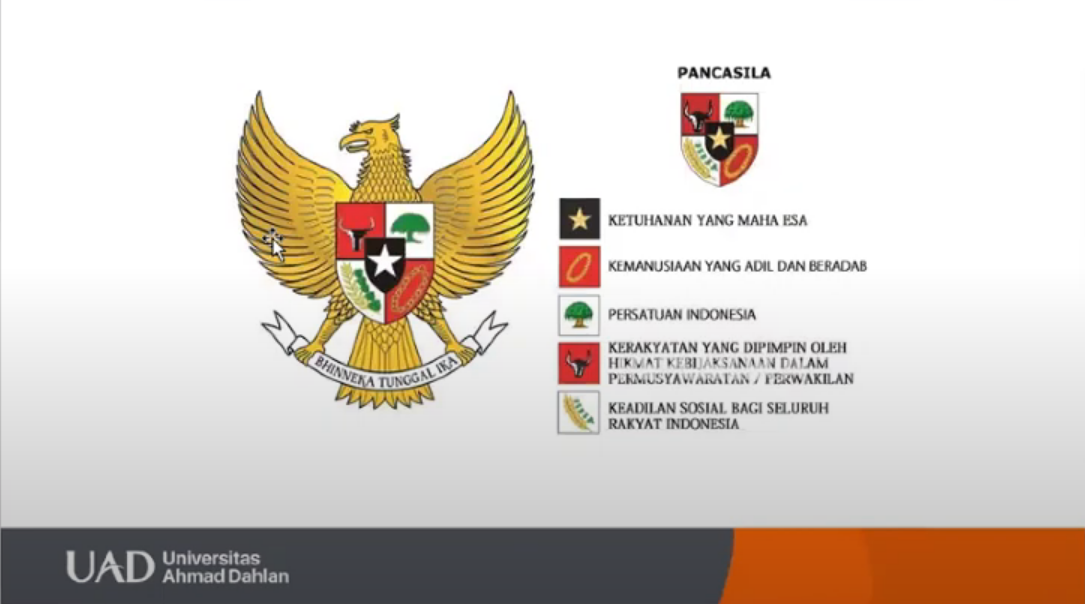 PANCASILA
BHINNEKA TUNGGAL IKA
KETUHANAN YANG MAHA ESA
KEMANUSIAAN YANG ADIL DAN BERADAB
PERSATUAN INDONESIA
KERAKYATAN YANG DIPIMPIN OLEH
HIKMAT KEBIJAKSANAAN DALAM
PERMUSYAWARATAN / PERWAKILAN
KEADILAN SOSIAL BAGI SELURUH
RAKYAT INDONESIA
UAD
Universitas
Ahmad Dahlan